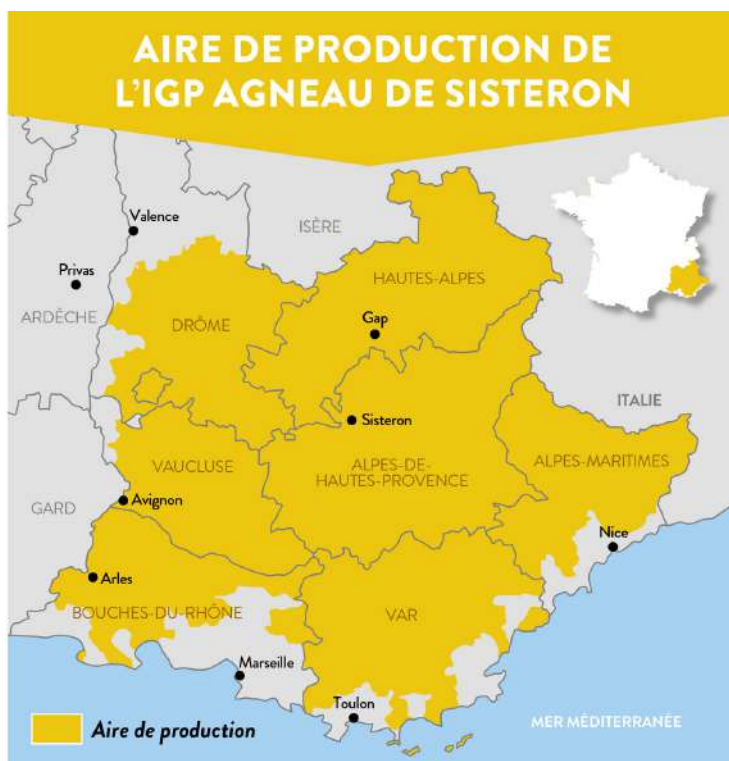 AIRE DE PRODUCTION DE
L'IGP AGNEAU DE SISTERON
Valence
ISÈRE
Privas
HAUTES-ALPES
ARDÈCHE
DRÔME
Gap
ITALIE
Sisteron
VAUCLUSE
ALPES-DE-
HAUTES-PROVENCE
ALPES-MARITIMES
GARD
Avignon
Nice
Arles
BOUCHES-DU-RHÔNE
VAR
Marseille
Toulon
MER MÉDITERRANÉE
Aire de production